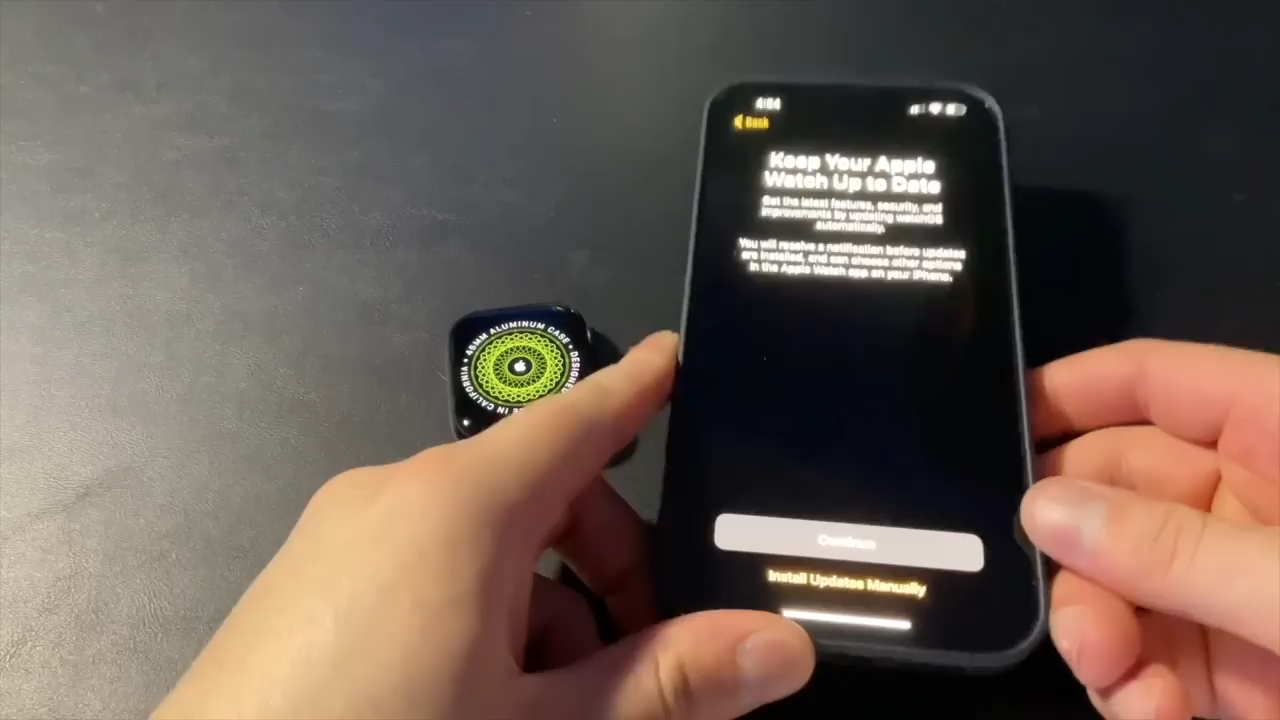 4:04
Back
Keep Your Apple
Watch Up to Date
Get the latest features, security, and
improvements by updating watchOS
automatically.
You will receive a notification before updates
are installed, and can choose other options
in the Apple Watch app on your iPhone.
Continue
Install Updates Manually
45MM ALUMINUM CASE • DESIGNED
IN CALIFORNIA •